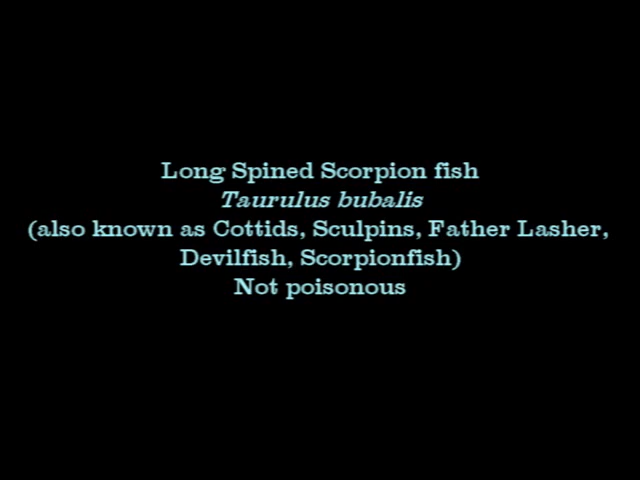 Long Spined Scorpion fish
Taurulus bubalis
(also known as Cottids, Sculpins, Father Lasher,
Devilfish, Scorpionfish)
Not poisonous